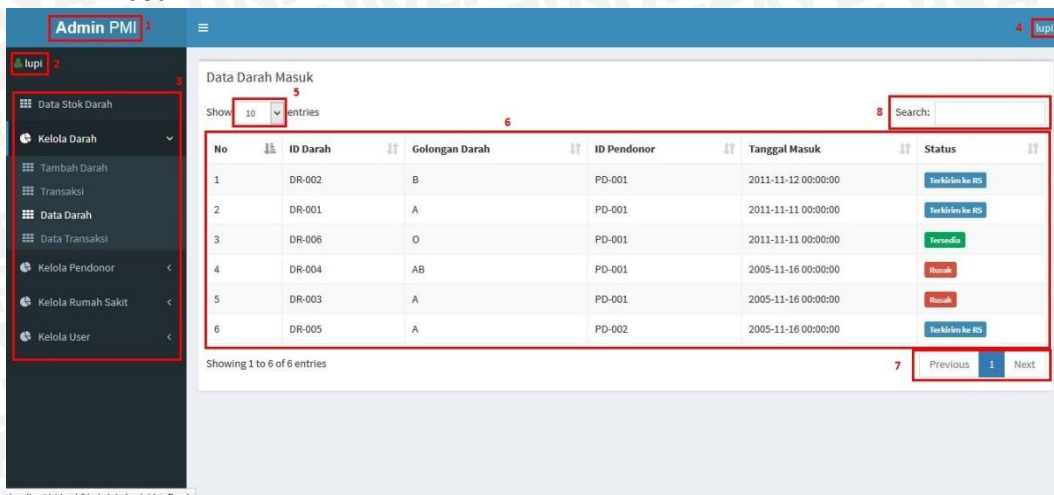 Admin PMI 1
4 lupi
lupi 2
3
Data Darah Masuk
5
Show 10 entries
6
8 Search:
Data Stok Darah
Kelola Darah
Tambah Darah
Transaksi
Data Darah
Data Transaksi
Kelola Pendonor
Kelola Rumah Sakit
Kelola User
No ID Darah Golongan Darah ID Pendonor Tanggal Masuk Status
1 DR-002 B PD-001 2011-11-12 00:00:00 Terkirim ke RS
2 DR-001 A PD-001 2011-11-11 00:00:00 Terkirim ke RS
3 DR-006 O PD-001 2011-11-11 00:00:00 Tersedia
4 DR-004 AB PD-001 2005-11-16 00:00:00 Rusak
5 DR-003 A PD-001 2005-11-16 00:00:00 Rusak
6 DR-005 A PD-002 2005-11-16 00:00:00 Terkirim ke RS
Showing 1 to 6 of 6 entries
7 Previous 1 Next